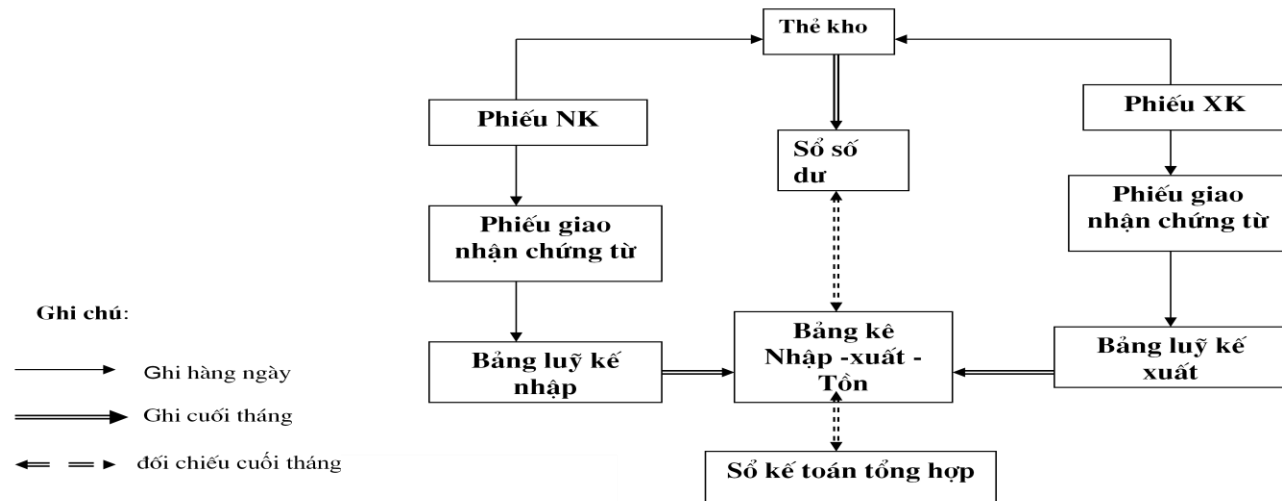 Thẻ kho
Phiếu NK
Phiếu XK
Sổ số
dư
Phiếu giao
nhận chứng từ
Phiếu giao
nhận chứng từ
Ghi chú:
Bảng kê
Nhập -xuất -
Tồn
Bảng luỹ kế
nhập
Bảng luỹ kế
xuất
Ghi hàng ngày
Ghi cuối tháng
đối chiếu cuối tháng
Sổ kế toán tổng hợp